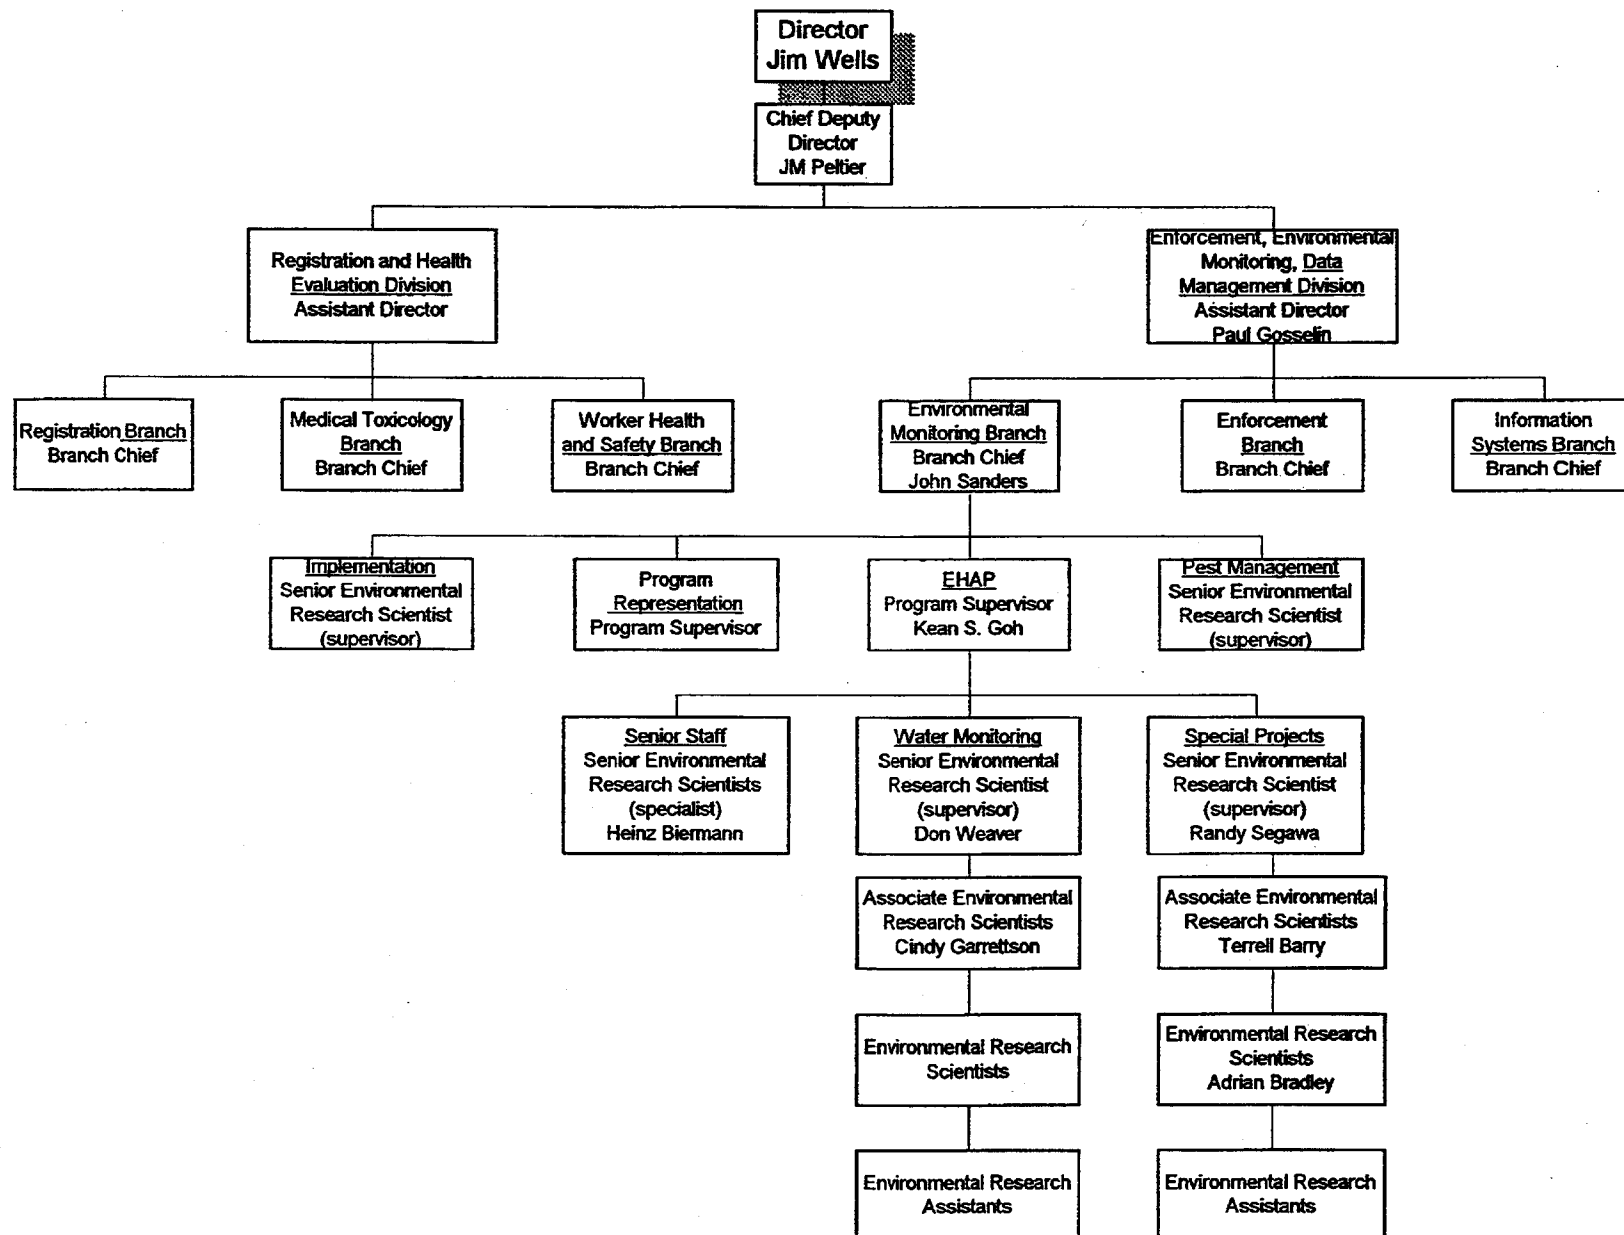 Director
Jim Wells
Chief Deputy
Director
JM Peltier
Registration and Health
Evaluation Division
Assistant Director
Enforcement, Environmental
Monitoring, Data
Management Division
Assistant Director
Paul Gosselin
Registration Branch
Branch Chief
Medical Toxicology
Branch
Branch Chief
Worker Health
and Safety Branch
Branch Chief
Environmental
Monitoring Branch
Branch Chief
John Sanders
Enforcement
Branch
Branch Chief
Information
Systems Branch
Branch Chief
Implementation
Senior Environmental
Research Scientist
(supervisor)
Program
Representation
Program Supervisor
EHAP
Program Supervisor
Kean S. Goh
Pest Management
Senior Environmental
Research Scientist
(supervisor)
Senior Staff
Senior Environmental
Research Scientists
(specialist)
Heinz Biermann
Water Monitoring
Senior Environmental
Research Scientist
(supervisor)
Don Weaver
Special Projects
Senior Environmental
Research Scientist
(supervisor)
Randy Segawa
Associate Environmental
Research Scientists
Cindy Garrettson
Associate Environmental
Research Scientists
Terrell Barry
Environmental Research
Scientists
Environmental Research
Scientists
Adrian Bradley
Environmental Research
Assistants
Environmental Research
Assistants